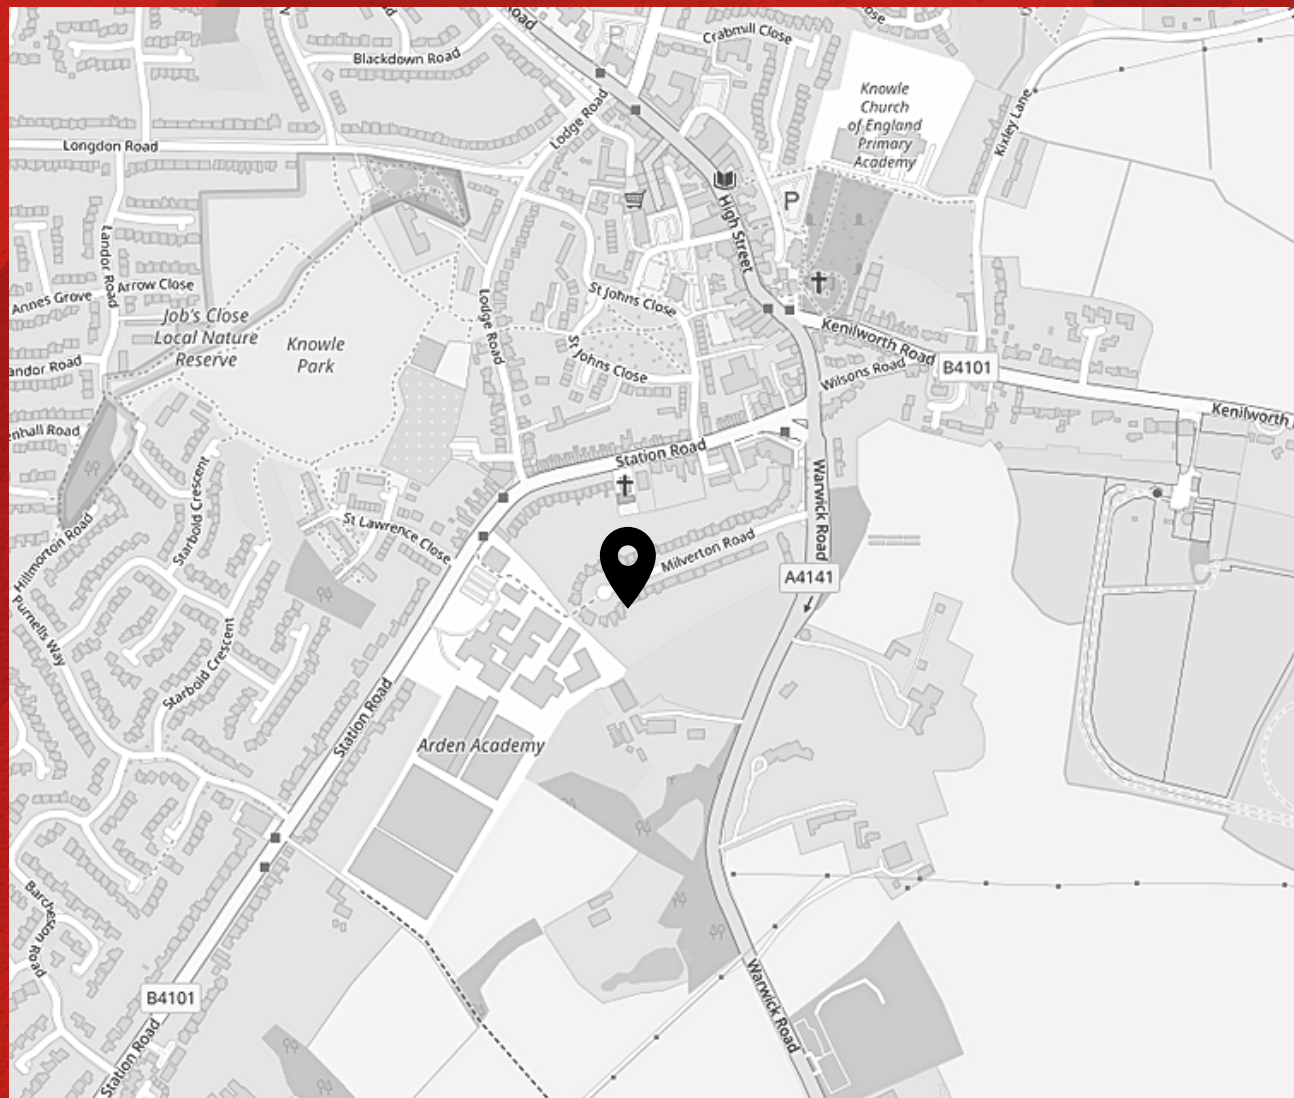 Road
Crabmill Close
Blackdown Road
P
Knowle
Church
of England
Primary
Academy
Lodge Road
Kixley Lane
Longdon Road
P
High Street
Landor Road
Arrow Close
Annes Grove
St Johns Close
Job's Close
Local Nature
Reserve
Knowle
Park
Lodge Road
Kenilworth Road
B4101
St Johns Close
Wilsons Road
andor Road
Kenilworth
enhall Road
Station Road
Warwick Road
Starbold Crescent
St Lawrence Close
Hillmorton Road
Milverton Road
A4141
Purnells Way
Starbold Crescent
Station Road
Arden Academy
Barcheston
Road
B4101
Warwick Road
Station Road